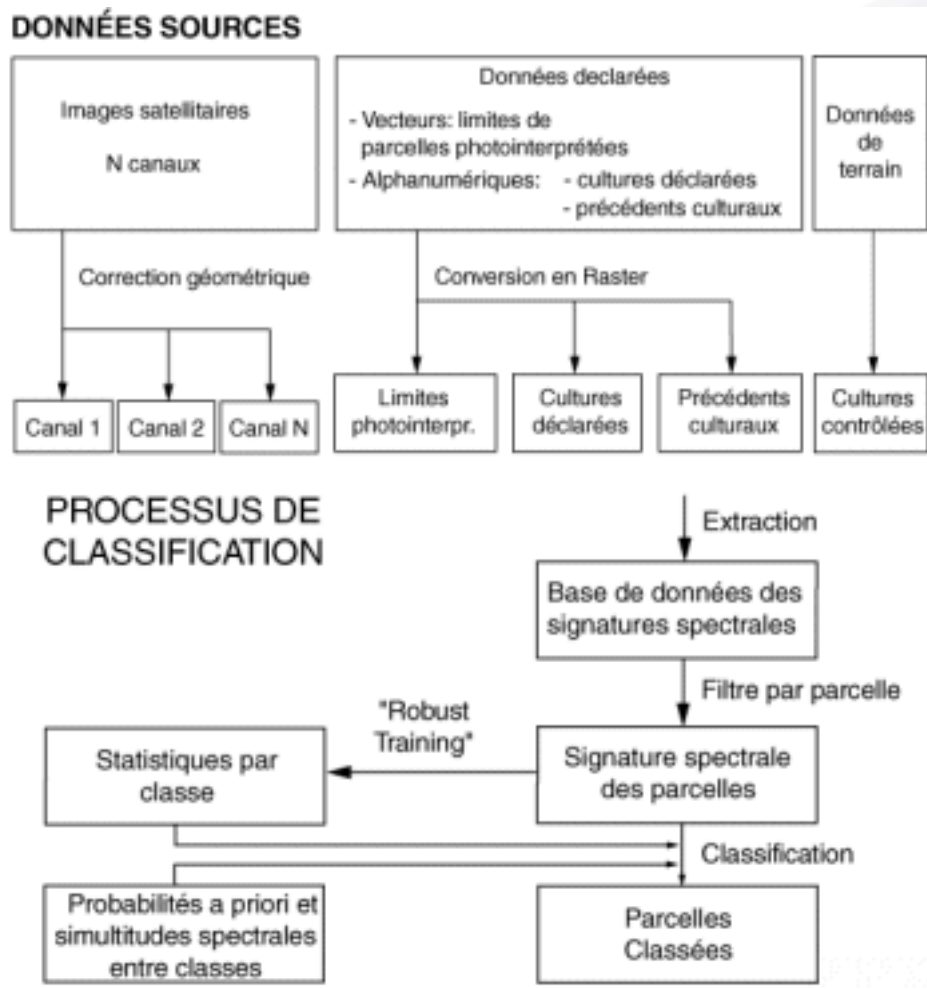 DONNÉES SOURCES
Images satellitaires
N canaux
Données declarées
- Vecteurs: limites de
parcelles photointerprétées
- Alphanumériques: - cultures déclarées
- précédents culturaux
Données
de
terrain
Correction géométrique
Conversion en Raster
Canal 1
Canal 2
Canal N
Limites
photointerpr.
Cultures
déclarées
Précédents
culturaux
Cultures
contrôlées
PROCESSUS DE
CLASSIFICATION
Extraction
Base de données des
signatures spectrales
Filtre par parcelle
"Robust
Training"
Statistiques par
classe
Signature spectrale
des parcelles
Classification
Probabilités a priori et
simultitudes spectrales
entre classes
Parcelles
Classées